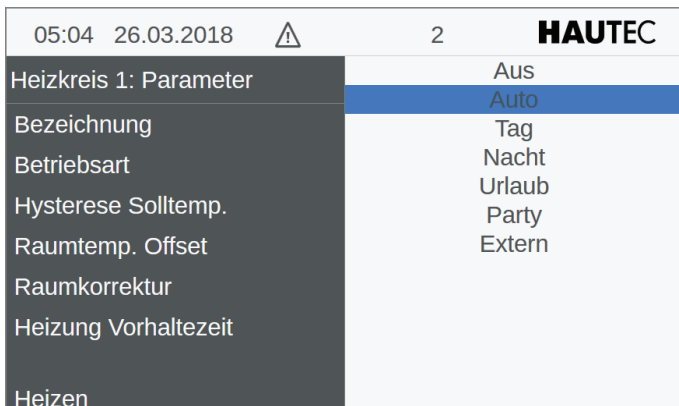 05:04 26.03.2018 2 HAUTEC
Heizkreis 1: Parameter
Bezeichnung
Betriebsart
Hysterese Solltemp.
Raumtemp. Offset
Raumkorrektur
Heizung Vorhaltezeit
Heizen
Aus
Auto
Tag
Nacht
Urlaub
Party
Extern